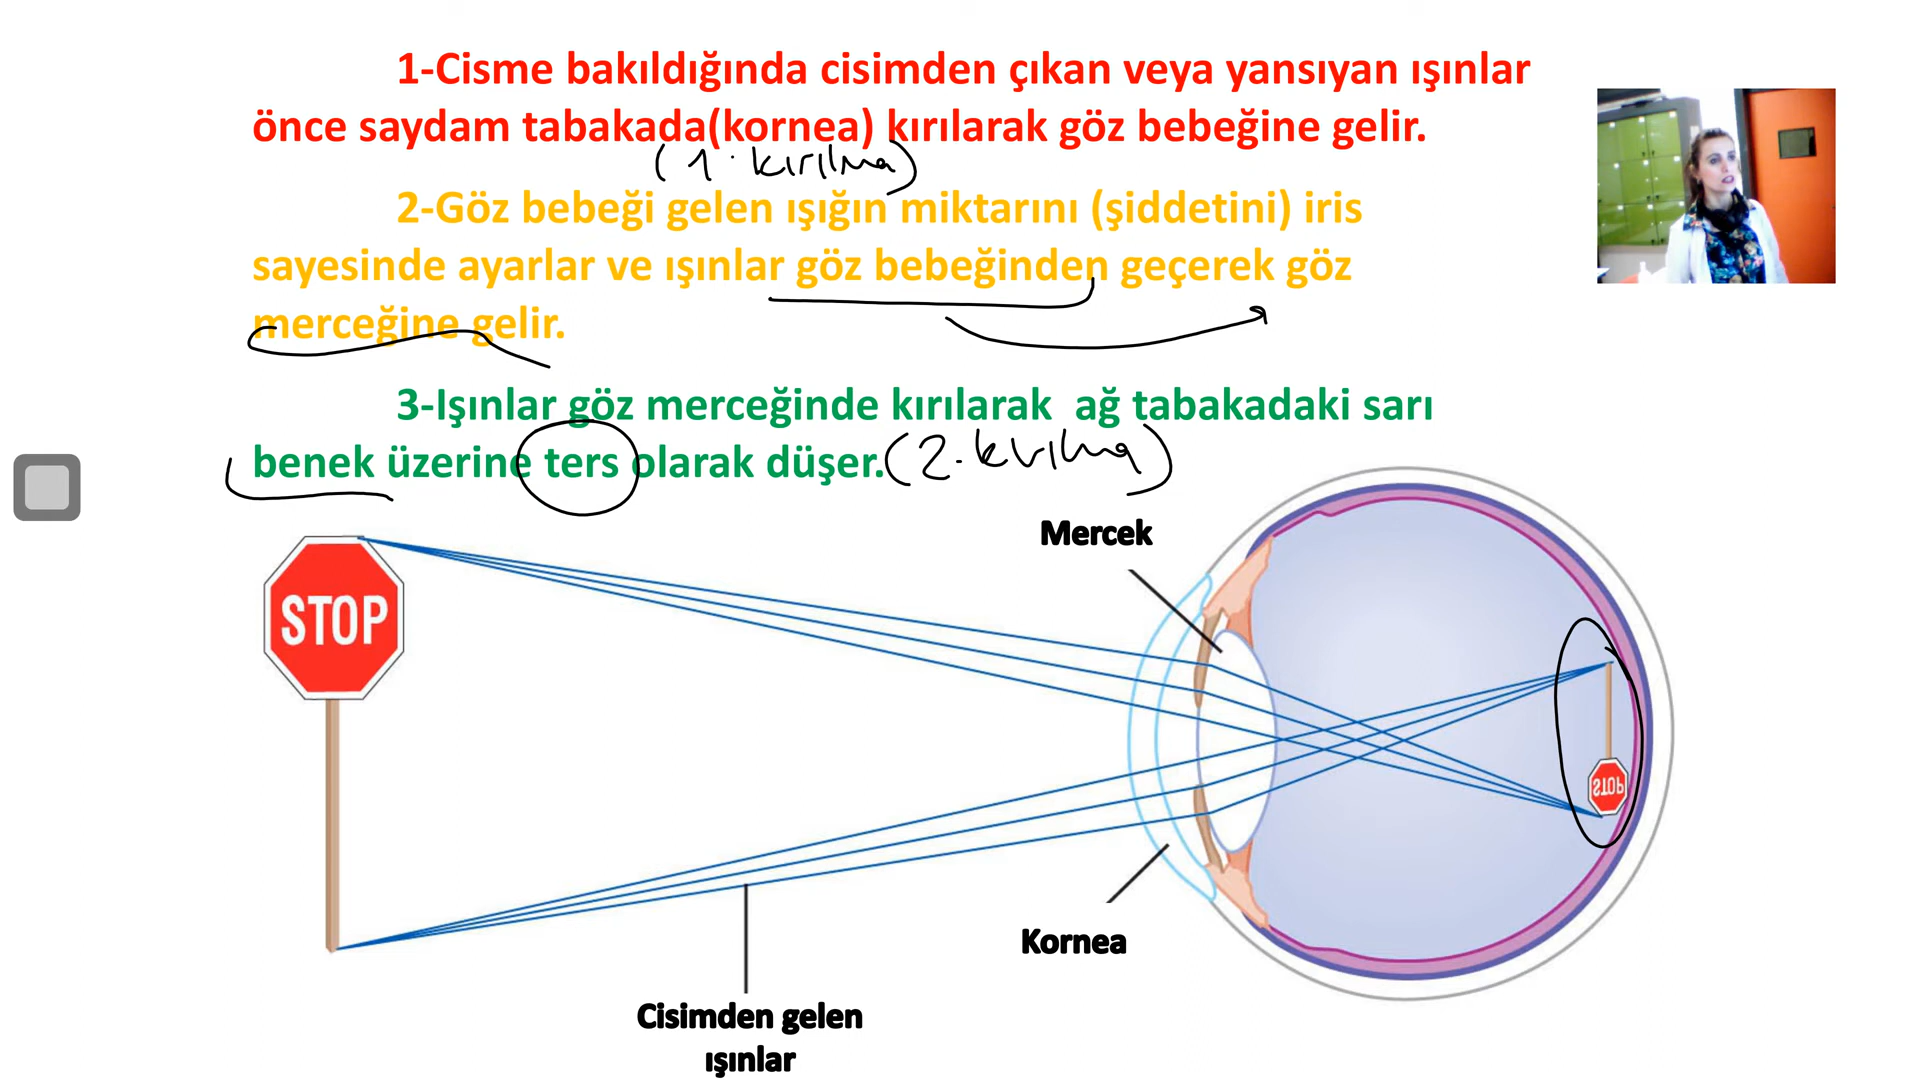 1-Cisme bakıldığında cisimden çıkan veya yansıyan ışınlar
önce saydam tabakada(kornea) kırılarak göz bebeğine gelir.
(1. kırılma)
2-Göz bebeği gelen ışığın miktarını (şiddetini) iris
sayesinde ayarlar ve ışınlar göz bebeğinden geçerek göz
merceğine gelir.
3-Işınlar göz merceğinde kırılarak ağ tabakadaki sarı
benek üzerine ters olarak düşer.(2. kırılma)
Mercek
STOP
STOP
Kornea
Cisimden gelen
ışınlar